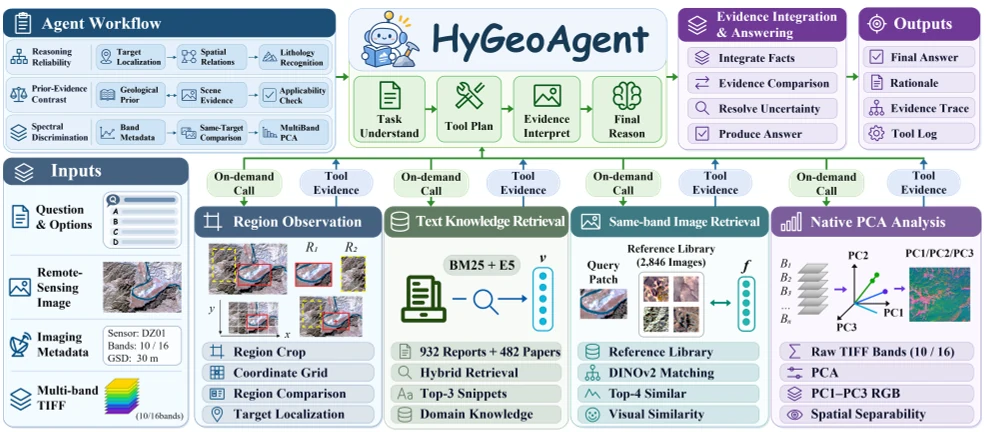 Agent Workflow
Reasoning
Reliability
Target
Localization
Spatial
Relations
Lithology
Recognition
Prior-Evidence
Contrast
Geological
Prior
Scene
Evidence
Applicability
Check
Spectral
Discrimination
Band
Metadata
Same-Target
Comparison
MultiBand
PCA
HyGeoAgent
Task
Understand
Tool Plan
Evidence
Interpret
Final
Reason
Evidence Integration
& Answering
Integrate Facts
Evidence Comparison
Resolve Uncertainty
Produce Answer
Outputs
Final Answer
Rationale
Evidence Trace
Tool Log
Inputs
Question
& Options
Q
A
B
C
D
Remote-
Sensing
Image
Imaging
Metadata
Sensor: DZ01
Bands: 10 / 16
GSD: 30 m
Multi-band
TIFF
(10/16bands)
On-demand
Call
Tool
Evidence
Region Observation
R₁
R₂
y
x
Region Crop
Coordinate Grid
Region Comparison
Target Localization
On-demand
Call
Tool
Evidence
Text Knowledge Retrieval
BM25 + E5
v
932 Reports + 482 Papers
Hybrid Retrieval
Aa
Top-3 Snippets
Domain Knowledge
On-demand
Call
Tool
Evidence
Same-band Image Retrieval
Query
Patch
Reference Library
(2,846 Images)
f
Reference Library
DINOv2 Matching
Top-4 Similar
Visual Similarity
On-demand
Call
Tool
Evidence
Native PCA Analysis
B₁
B₂
B₃
...
Bₙ
PC2
PC1
PC3
PC1/PC2/PC3
Σ
Raw TIFF Bands (10 / 16)
PCA
PC1–PC3 RGB
Spatial Separability